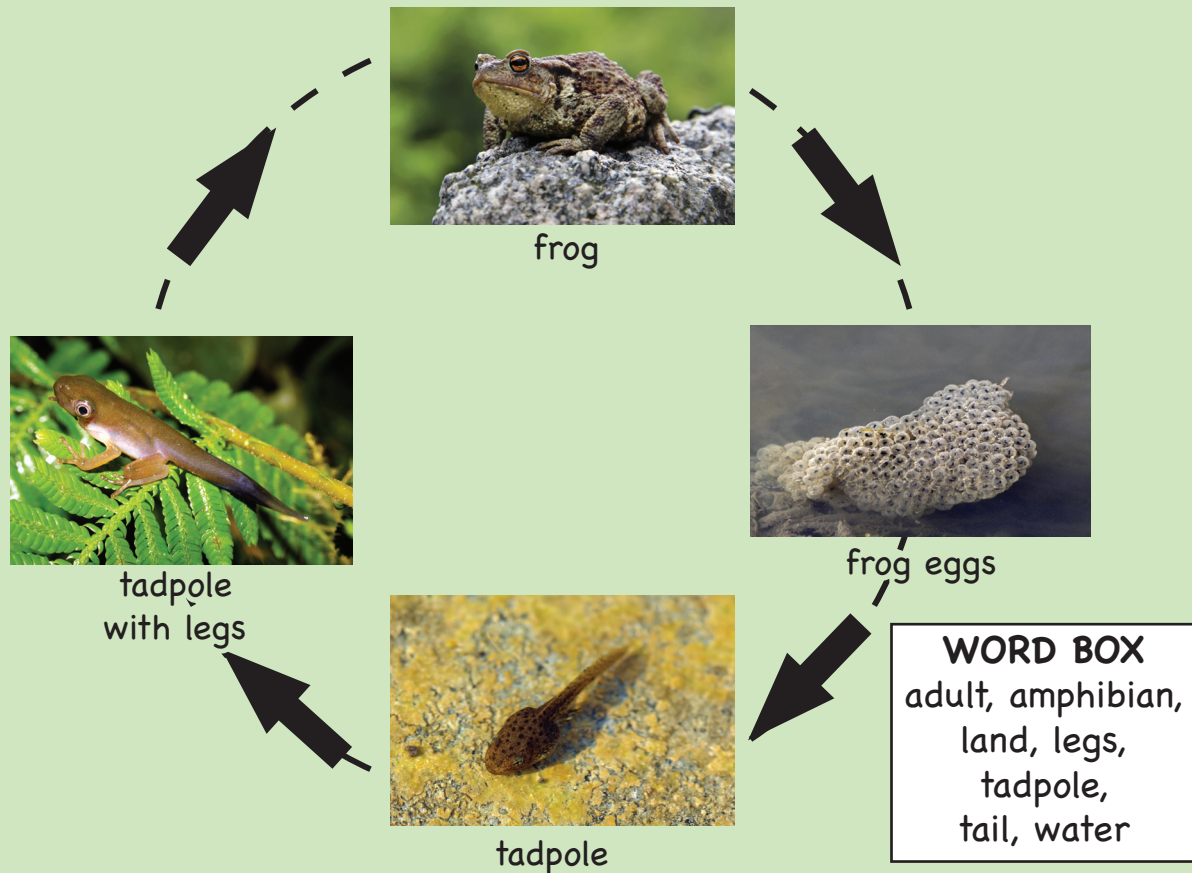 frog
frog eggs
tadpole
with legs
tadpole
WORD BOX
adult, amphibian,
land, legs,
tadpole,
tail, water